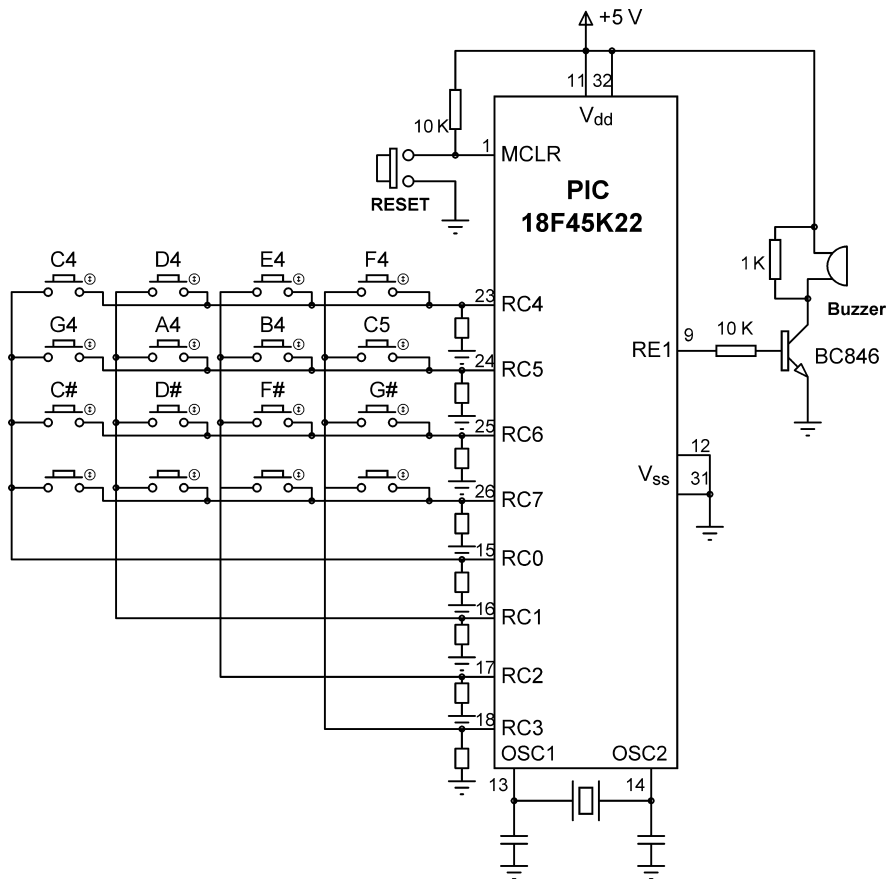 +5 V
11 32
Vdd
10 K
1 MCLR
RESET
PIC
18F45K22
C4 D4 E4 F4
23 RC4
1 K
Buzzer
G4 A4 B4 C5
24 RC5
RE1 9 10 K
BC846
C# D# F# G#
25 RC6
12
Vss 31
26 RC7
15 RC0
16 RC1
17 RC2
18 RC3
OSC1 OSC2
13 14